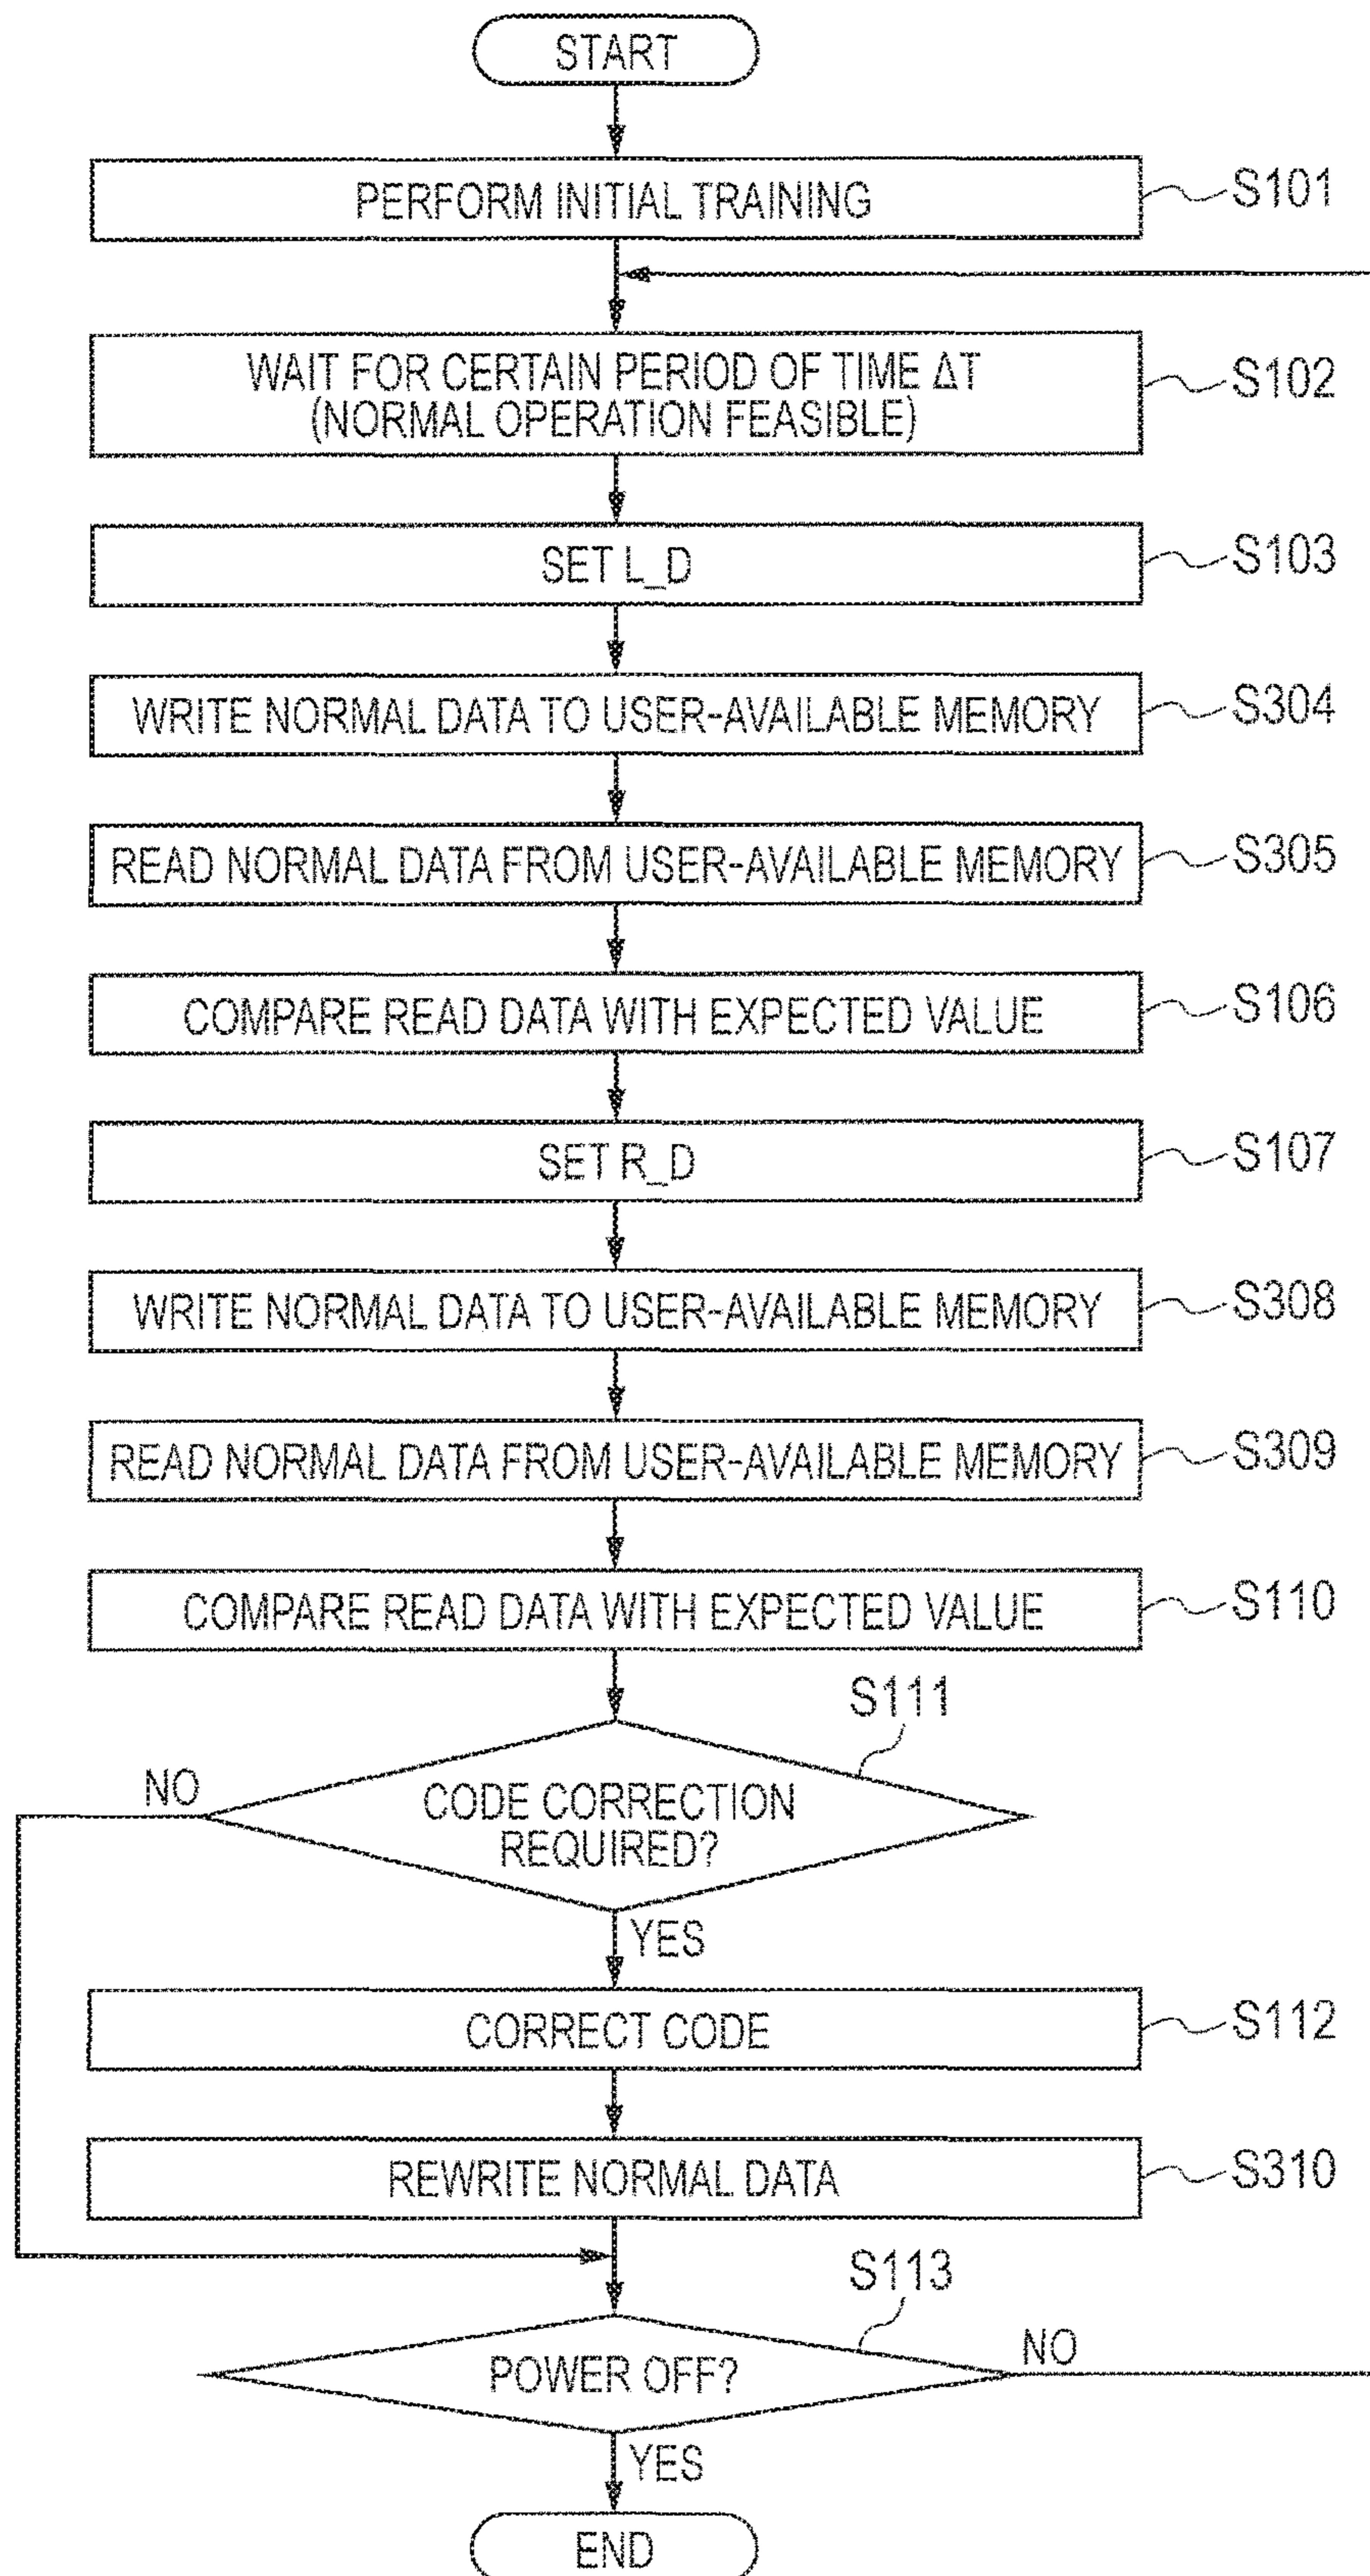 START
PERFORM INITIAL TRAINING
S101
WAIT FOR CERTAIN PERIOD OF TIME ΔT
(NORMAL OPERATION FEASIBLE)
S102
SET L_D
S103
WRITE NORMAL DATA TO USER-AVAILABLE MEMORY
S304
READ NORMAL DATA FROM USER-AVAILABLE MEMORY
S305
COMPARE READ DATA WITH EXPECTED VALUE
S106
SET R_D
S107
WRITE NORMAL DATA TO USER-AVAILABLE MEMORY
S308
READ NORMAL DATA FROM USER-AVAILABLE MEMORY
S309
COMPARE READ DATA WITH EXPECTED VALUE
S110
S111
NO
CODE CORRECTION
REQUIRED?
YES
CORRECT CODE
S112
REWRITE NORMAL DATA
S310
S113
POWER OFF?
NO
YES
END